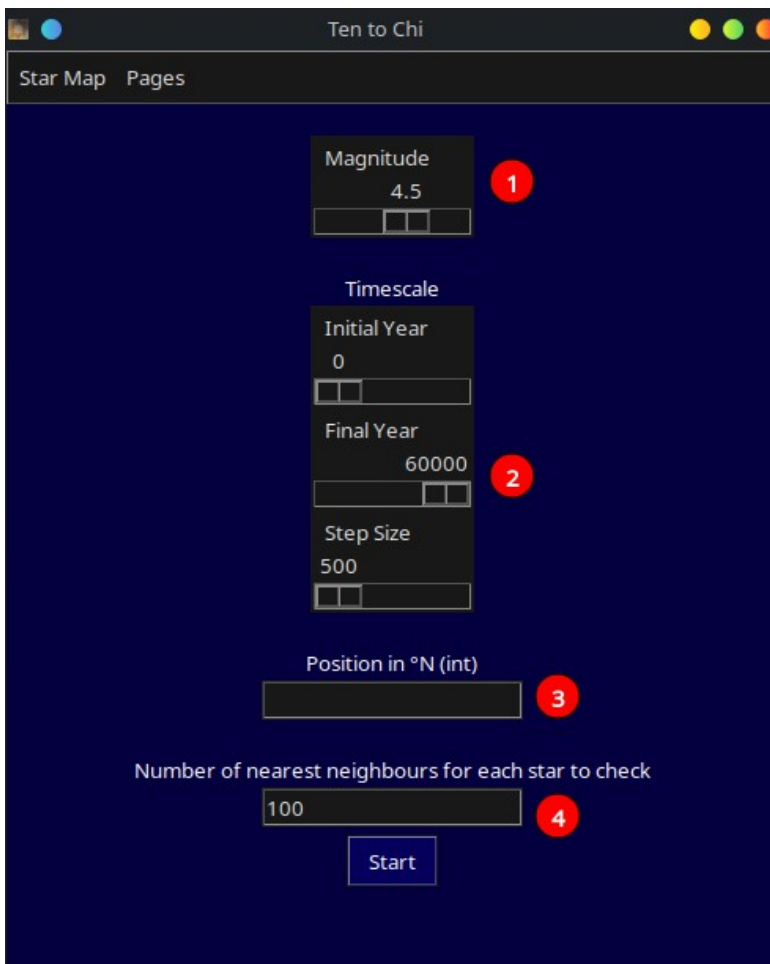 Ten to Chi
Star Map Pages
Magnitude
4.5
1
Timescale
Initial Year
0
Final Year
60000
2
Step Size
500
Position in °N (int)
3
Number of nearest neighbours for each star to check
100
4
Start